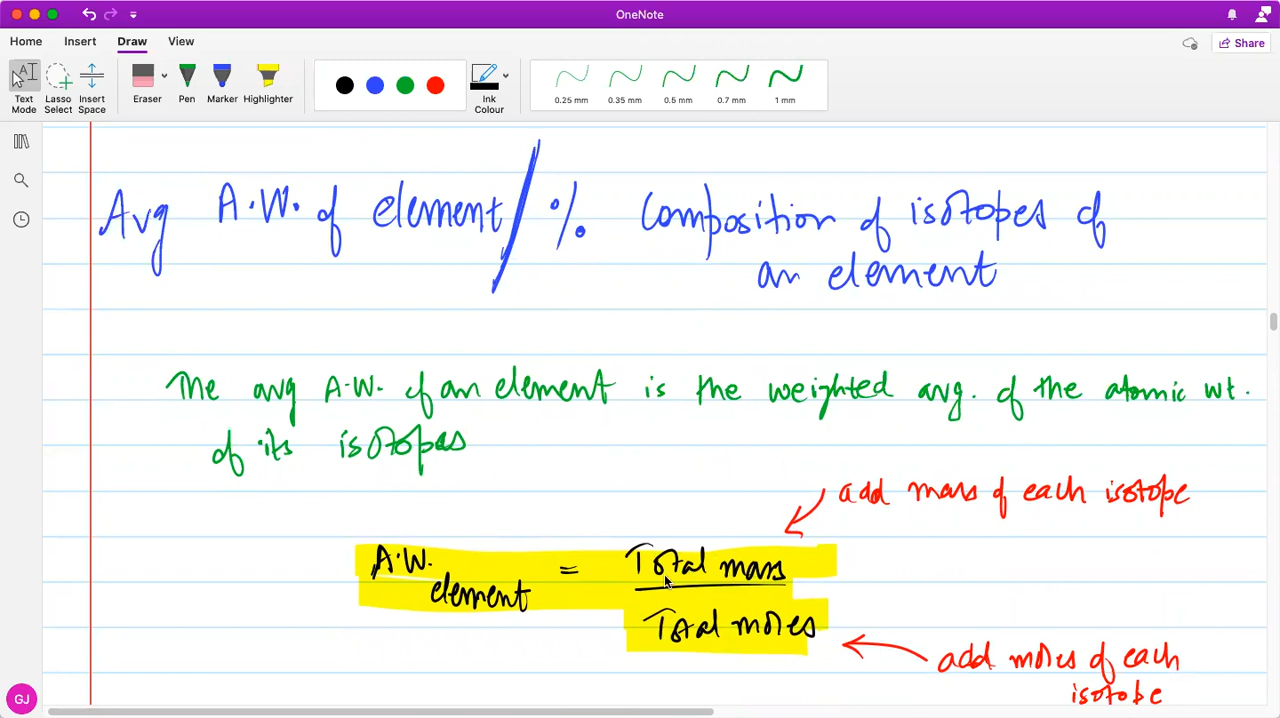 OneNote
Home Insert Draw View
Share
Text Mode
Lasso Select
Insert Space
Eraser
Pen
Marker
Highlighter
Ink Colour
0.25 mm 0.35 mm 0.5 mm 0.7 mm 1 mm
Avg A.W. of element / % Composition of isotopes of
an element
The avg A.W. of an element is the weighted avg. of the atomic wt.
of its isotopes
add mass of each isotope
A.W. element = Total mass
Total moles
add moles of each
isotope
GJ